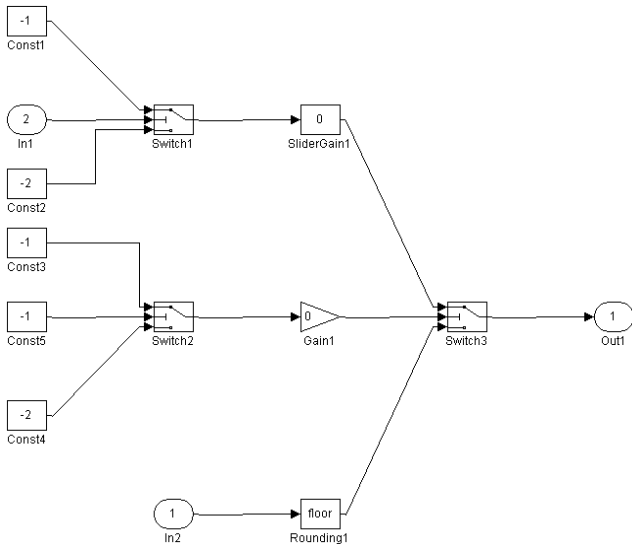 -1
Const1
2
In1
Switch1
0
SliderGain1
-2
Const2
-1
Const3
-1
Const5
Switch2
0
Gain1
Switch3
1
Out1
-2
Const4
1
In2
floor
Rounding1